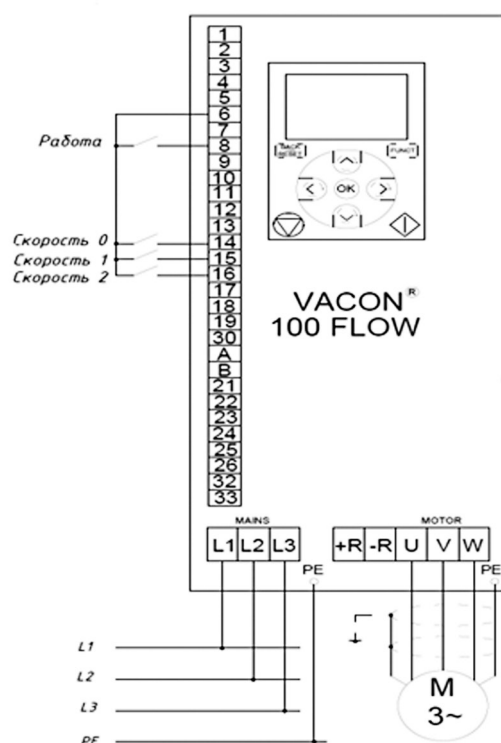 1
2
3
4
5
6
7
Работа
8
9
10
11
12
13
Скорость 0
14
Скорость 1
15
Скорость 2
16
17
18
19
30
A
B
21
22
23
24
25
26
32
33
BACK RESET
FUNCT
OK
VACON®
100 FLOW
MAINS
MOTOR
L1 L2 L3
+R -R U V W
PE
PE
L1
L2
L3
PE
M
3~